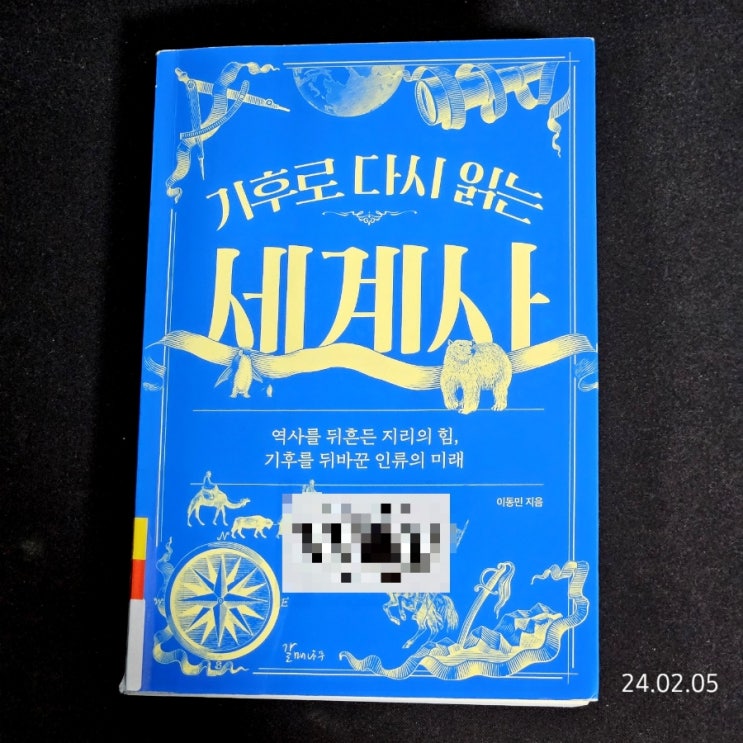 기후로 다시 읽는
세계사
역사를 뒤흔든 지리의 힘,
기후를 뒤바꾼 인류의 미래
이동민 지음
N
E
S
갈매나무
24.02.05